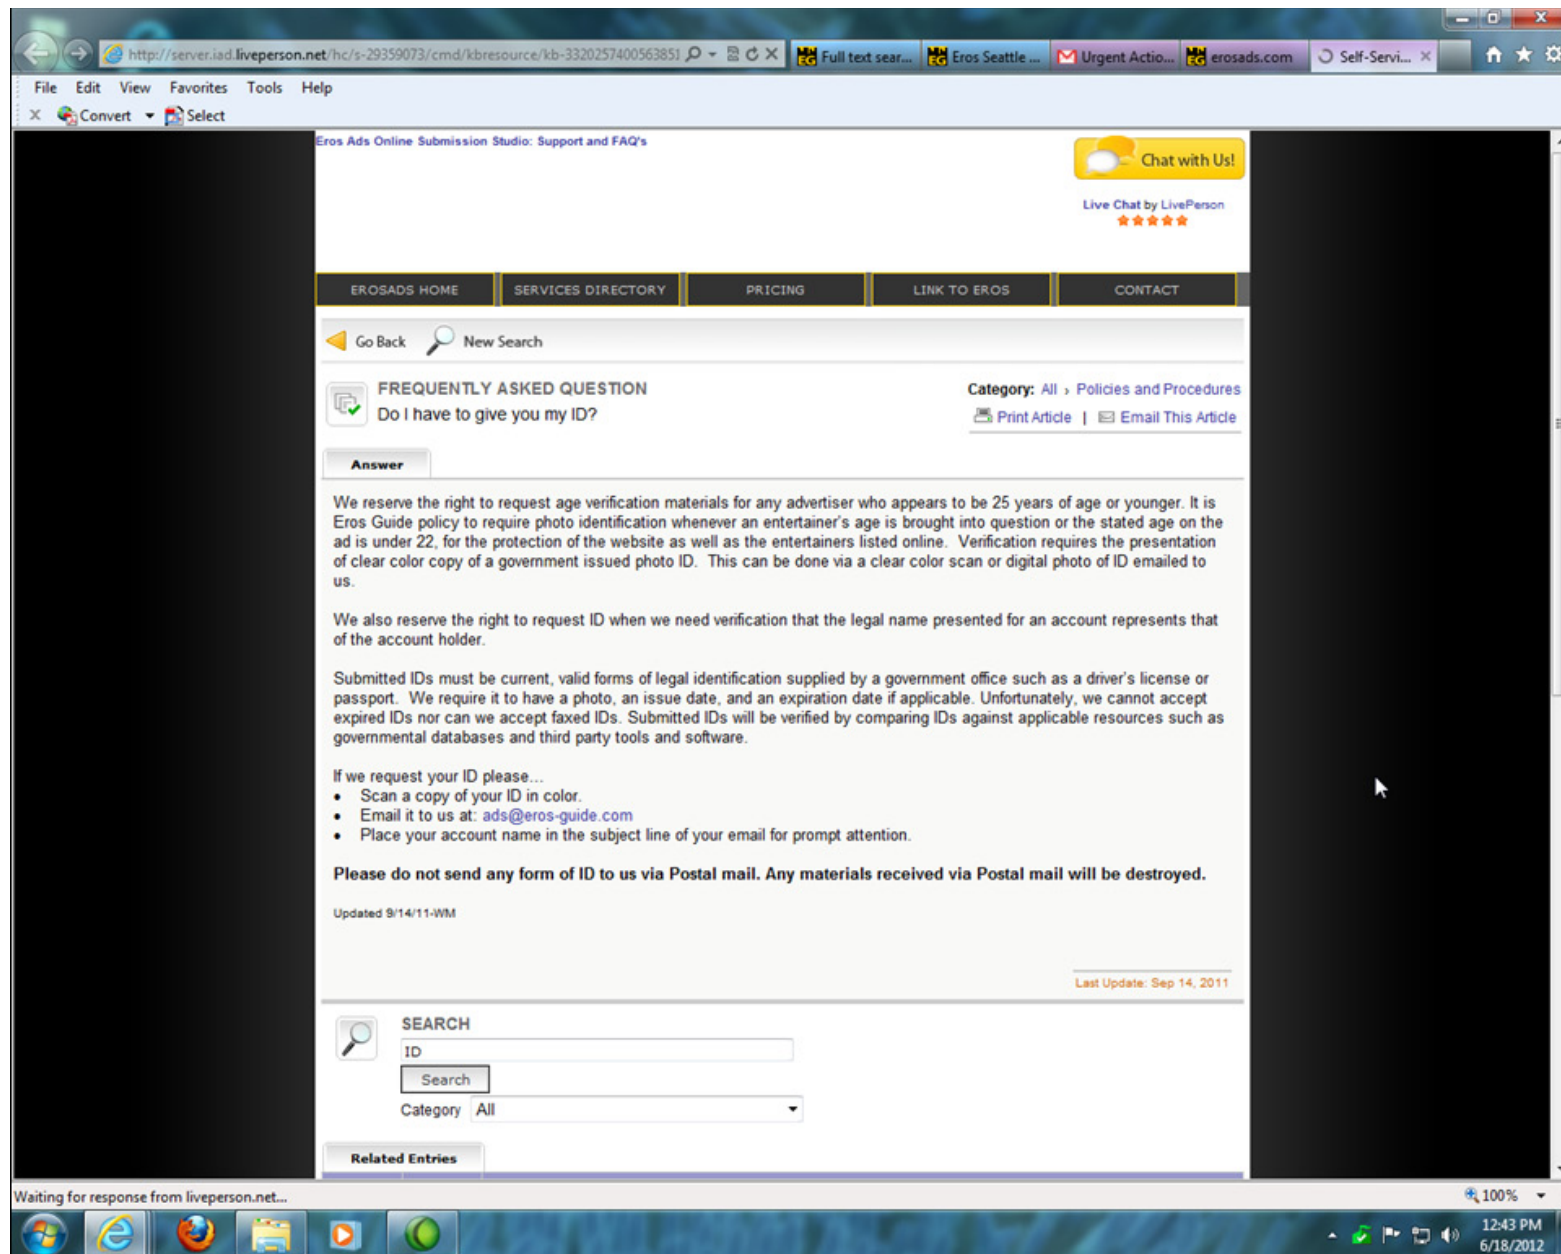 http://server.iad.liveperson.net/hc/s-29359073/cmd/kbresource/kb-3320257400563851
Full text sear...
Eros Seattle ...
Urgent Actio...
erosads.com
Self-Servi...
File Edit View Favorites Tools Help
Convert Select
Eros Ads Online Submission Studio: Support and FAQ's
Chat with Us!
Live Chat by LivePerson
EROSADS HOME SERVICES DIRECTORY PRICING LINK TO EROS CONTACT
Go Back New Search
FREQUENTLY ASKED QUESTION
Do I have to give you my ID?
Category: All › Policies and Procedures
Print Article | Email This Article
Answer
We reserve the right to request age verification materials for any advertiser who appears to be 25 years of age or younger. It is
Eros Guide policy to require photo identification whenever an entertainer's age is brought into question or the stated age on the
ad is under 22, for the protection of the website as well as the entertainers listed online. Verification requires the presentation
of clear color copy of a government issued photo ID. This can be done via a clear color scan or digital photo of ID emailed to
us.
We also reserve the right to request ID when we need verification that the legal name presented for an account represents that
of the account holder.
Submitted IDs must be current, valid forms of legal identification supplied by a government office such as a driver's license or
passport. We require it to have a photo, an issue date, and an expiration date if applicable. Unfortunately, we cannot accept
expired IDs nor can we accept faxed IDs. Submitted IDs will be verified by comparing IDs against applicable resources such as
governmental databases and third party tools and software.
If we request your ID please...
• Scan a copy of your ID in color.
• Email it to us at: ads@eros-guide.com
• Place your account name in the subject line of your email for prompt attention.
Please do not send any form of ID to us via Postal mail. Any materials received via Postal mail will be destroyed.
Updated 9/14/11-WM
Last Update: Sep 14, 2011
SEARCH
ID
Search
Category All
Related Entries
Waiting for response from liveperson.net...
100%
12:43 PM
6/18/2012